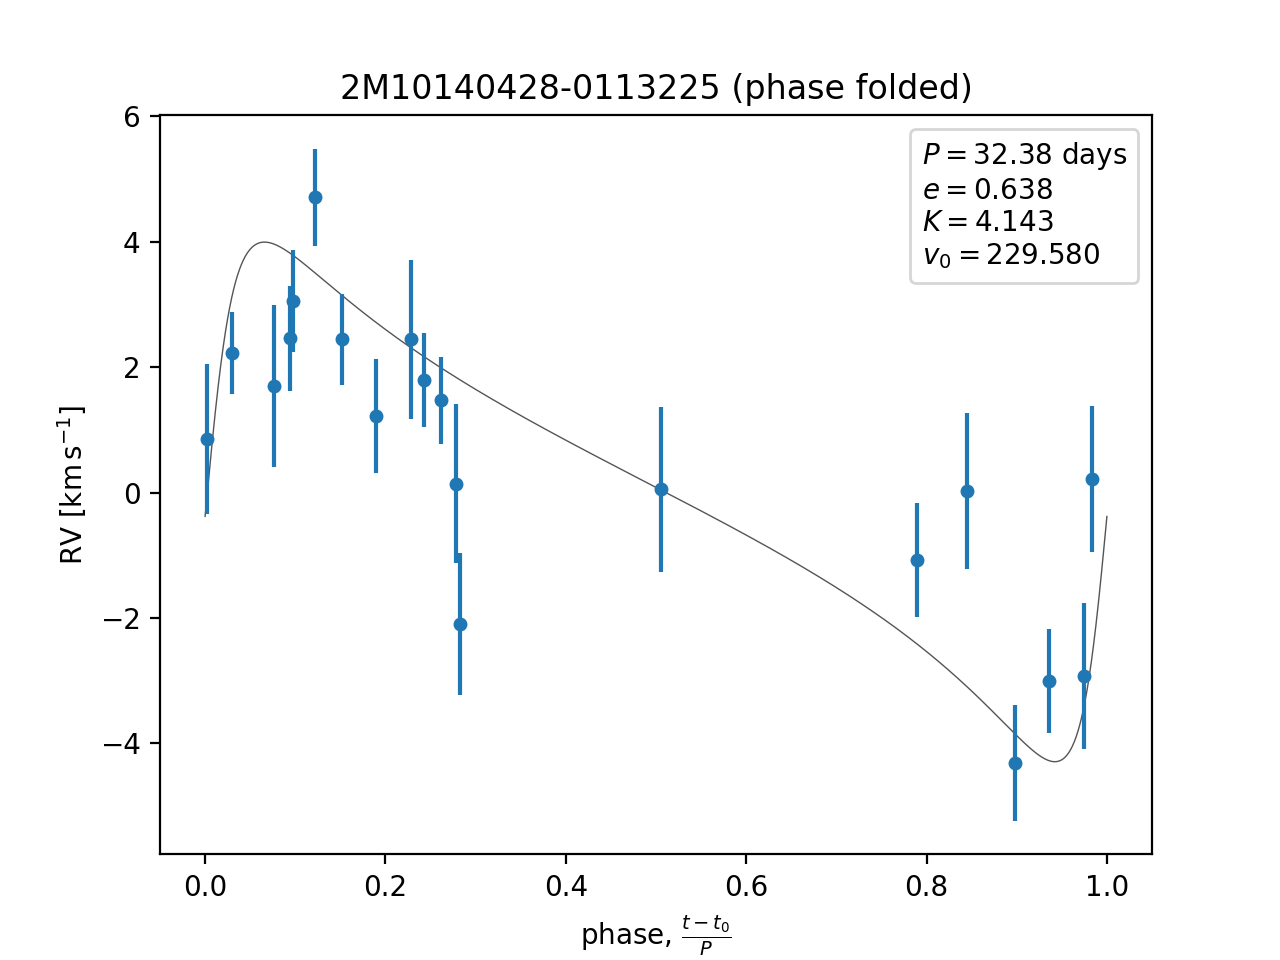 2M10140428-0113225 (phase folded)
P = 32.38 days
e = 0.638
K = 4.143
v₀ = 229.580
6
4
2
0
−2
−4
RV [km s⁻¹]
0.0 0.2 0.4 0.6 0.8 1.0
phase, (t − t₀)/P